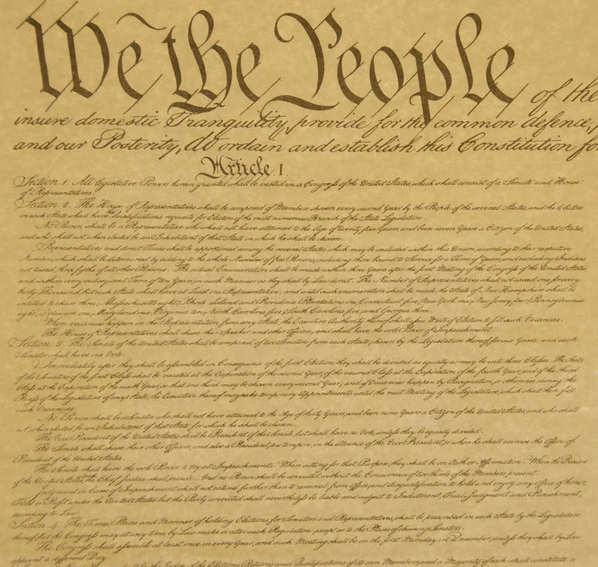 We the People of the
insure domestic Tranquility, provide for the common defence,
and our Posterity, do ordain and establish this Constitution for
Article. I
Section. 1. All legislative Powers herein granted shall be vested in a Congress of the United States, which shall consist of a Senate and House
of Representatives.
Section. 2. The House of Representatives shall be composed of Members chosen every second Year by the People of the several States, and the Electors
in each State shall have the Qualifications requisite for Electors of the most numerous Branch of the State Legislature.
No Person shall be a Representative who shall not have attained to the Age of twenty five Years, and been seven Years a Citizen of the United States,
and who shall not, when elected, be an Inhabitant of that State in which he shall be chosen.
Representatives and direct Taxes shall be apportioned among the several States which may be included within this Union, according to their respective
Numbers, which shall be determined by adding to the whole Number of free Persons, including those bound to Service for a Term of Years, and excluding Indians
not taxed, three fifths of all other Persons. The actual Enumeration shall be made within three Years after the first Meeting of the Congress of the United States,
and within every subsequent Term of ten Years, in such Manner as they shall by Law direct. The Number of Representatives shall not exceed one for every
thirty Thousand, but each State shall have at Least one Representative; and until such enumeration shall be made, the State of New Hampshire shall be
entitled to chuse three, Massachusetts eight, Rhode Island and Providence Plantations one, Connecticut five, New York six, New Jersey four, Pennsylvania
eight, Delaware one, Maryland six, Virginia ten, North Carolina five, South Carolina five, and Georgia three.
When vacancies happen in the Representation from any State, the Executive Authority thereof shall issue Writs of Election to fill such Vacancies.
The House of Representatives shall chuse their Speaker and other Officers; and shall have the sole Power of Impeachment.
Section. 3. The Senate of the United States shall be composed of two Senators from each State, chosen by the Legislature thereof, for six Years; and each
Senator shall have one Vote.
Immediately after they shall be assembled in Consequence of the first Election, they shall be divided as equally as may be into three Classes. The Seats
of the Senators of the first Class shall be vacated at the Expiration of the second Year, of the second Class at the Expiration of the fourth Year, and of the third
Class at the Expiration of the sixth Year, so that one third may be chosen every second Year; and if Vacancies happen by Resignation, or otherwise, during the
Recess of the Legislature of any State, the Executive thereof may make temporary Appointments until the next Meeting of the Legislature, which shall then fill
such Vacancies.
No Person shall be a Senator who shall not have attained to the Age of thirty Years, and been nine Years a Citizen of the United States, and who shall
not, when elected, be an Inhabitant of that State for which he shall be chosen.
The Vice President of the United States shall be President of the Senate, but shall have no Vote, unless they be equally divided.
The Senate shall chuse their other Officers, and also a President pro tempore, in the Absence of the Vice President, or when he shall exercise the Office of
President of the United States.
The Senate shall have the sole Power to try all Impeachments. When sitting for that Purpose, they shall be on Oath or Affirmation. When the President
of the United States is tried, the Chief Justice shall preside: And no Person shall be convicted without the Concurrence of two thirds of the Members present.
Judgment in Cases of Impeachment shall not extend further than to removal from Office, and disqualification to hold and enjoy any Office of honor,
Trust or Profit under the United States: but the Party convicted shall nevertheless be liable and subject to Indictment, Trial, Judgment and Punishment,
according to Law.
Section. 4. The Times, Places and Manner of holding Elections for Senators and Representatives, shall be prescribed in each State by the Legislature
thereof; but the Congress may at any time by Law make or alter such Regulations, except as to the Places of chusing Senators.
The Congress shall assemble at least once in every Year, and such Meeting shall be on the first Monday in December, unless they shall by Law
appoint a different Day.